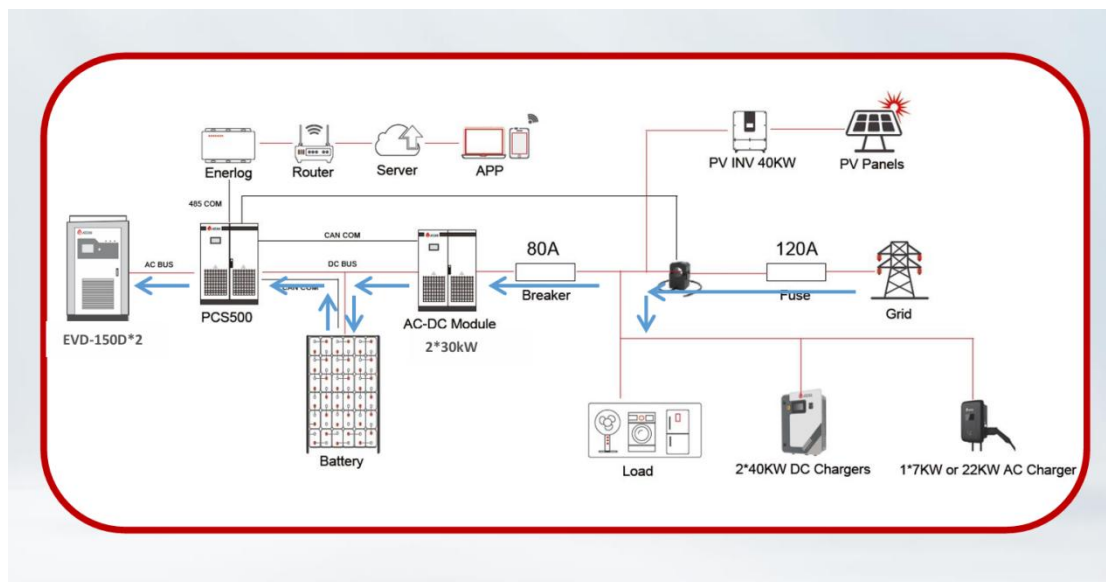 PV INV 40KW
PV Panels
Enerlog
Router
Server
APP
485 COM
CAN COM
AC BUS
DC BUS
80A
120A
CAN COM
Breaker
Fuse
Grid
PCS500
AC-DC Module
EVD-150D*2
2*30kW
Battery
Load
2*40KW DC Chargers
1*7KW or 22KW AC Charger